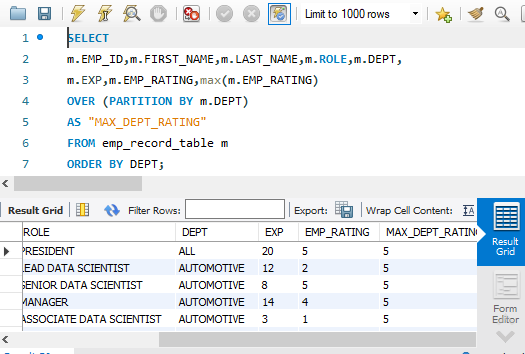 Limit to 1000 rows
1 SELECT
2 m.EMP_ID,m.FIRST_NAME,m.LAST_NAME,m.ROLE,m.DEPT,
3 m.EXP,m.EMP_RATING,max(m.EMP_RATING)
4 OVER (PARTITION BY m.DEPT)
5 AS "MAX_DEPT_RATING"
6 FROM emp_record_table m
7 ORDER BY DEPT;
Result Grid Filter Rows: Export: Wrap Cell Content:
ROLE DEPT EXP EMP_RATING MAX_DEPT_RATING
PRESIDENT ALL 20 5 5
LEAD DATA SCIENTIST AUTOMOTIVE 12 2 5
SENIOR DATA SCIENTIST AUTOMOTIVE 8 5 5
MANAGER AUTOMOTIVE 14 4 5
ASSOCIATE DATA SCIENTIST AUTOMOTIVE 3 1 5
Result
Grid
Form
Editor